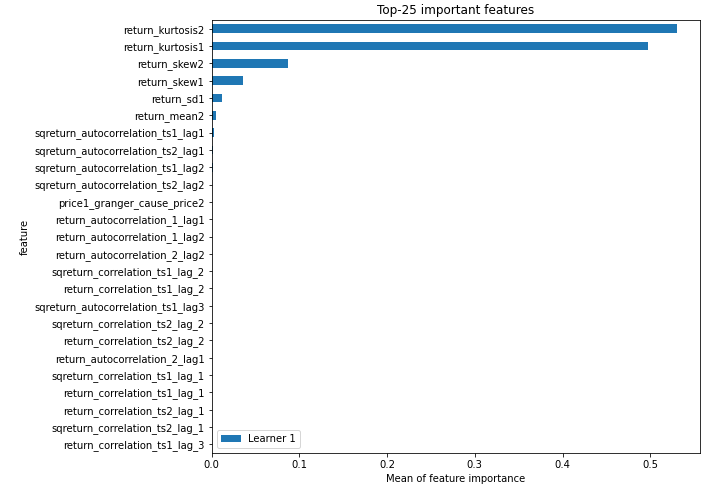 Top-25 important features
return_kurtosis2
return_kurtosis1
return_skew2
return_skew1
return_sd1
return_mean2
sqreturn_autocorrelation_ts1_lag1
sqreturn_autocorrelation_ts2_lag1
sqreturn_autocorrelation_ts1_lag2
sqreturn_autocorrelation_ts2_lag2
price1_granger_cause_price2
return_autocorrelation_1_lag1
return_autocorrelation_1_lag2
return_autocorrelation_2_lag2
sqreturn_correlation_ts1_lag_2
return_correlation_ts1_lag_2
sqreturn_autocorrelation_ts1_lag3
sqreturn_correlation_ts2_lag_2
return_correlation_ts2_lag_2
return_autocorrelation_2_lag1
sqreturn_correlation_ts1_lag_1
return_correlation_ts1_lag_1
return_correlation_ts2_lag_1
sqreturn_correlation_ts2_lag_1
return_correlation_ts1_lag_3
feature
Learner 1
0.0 0.1 0.2 0.3 0.4 0.5
Mean of feature importance